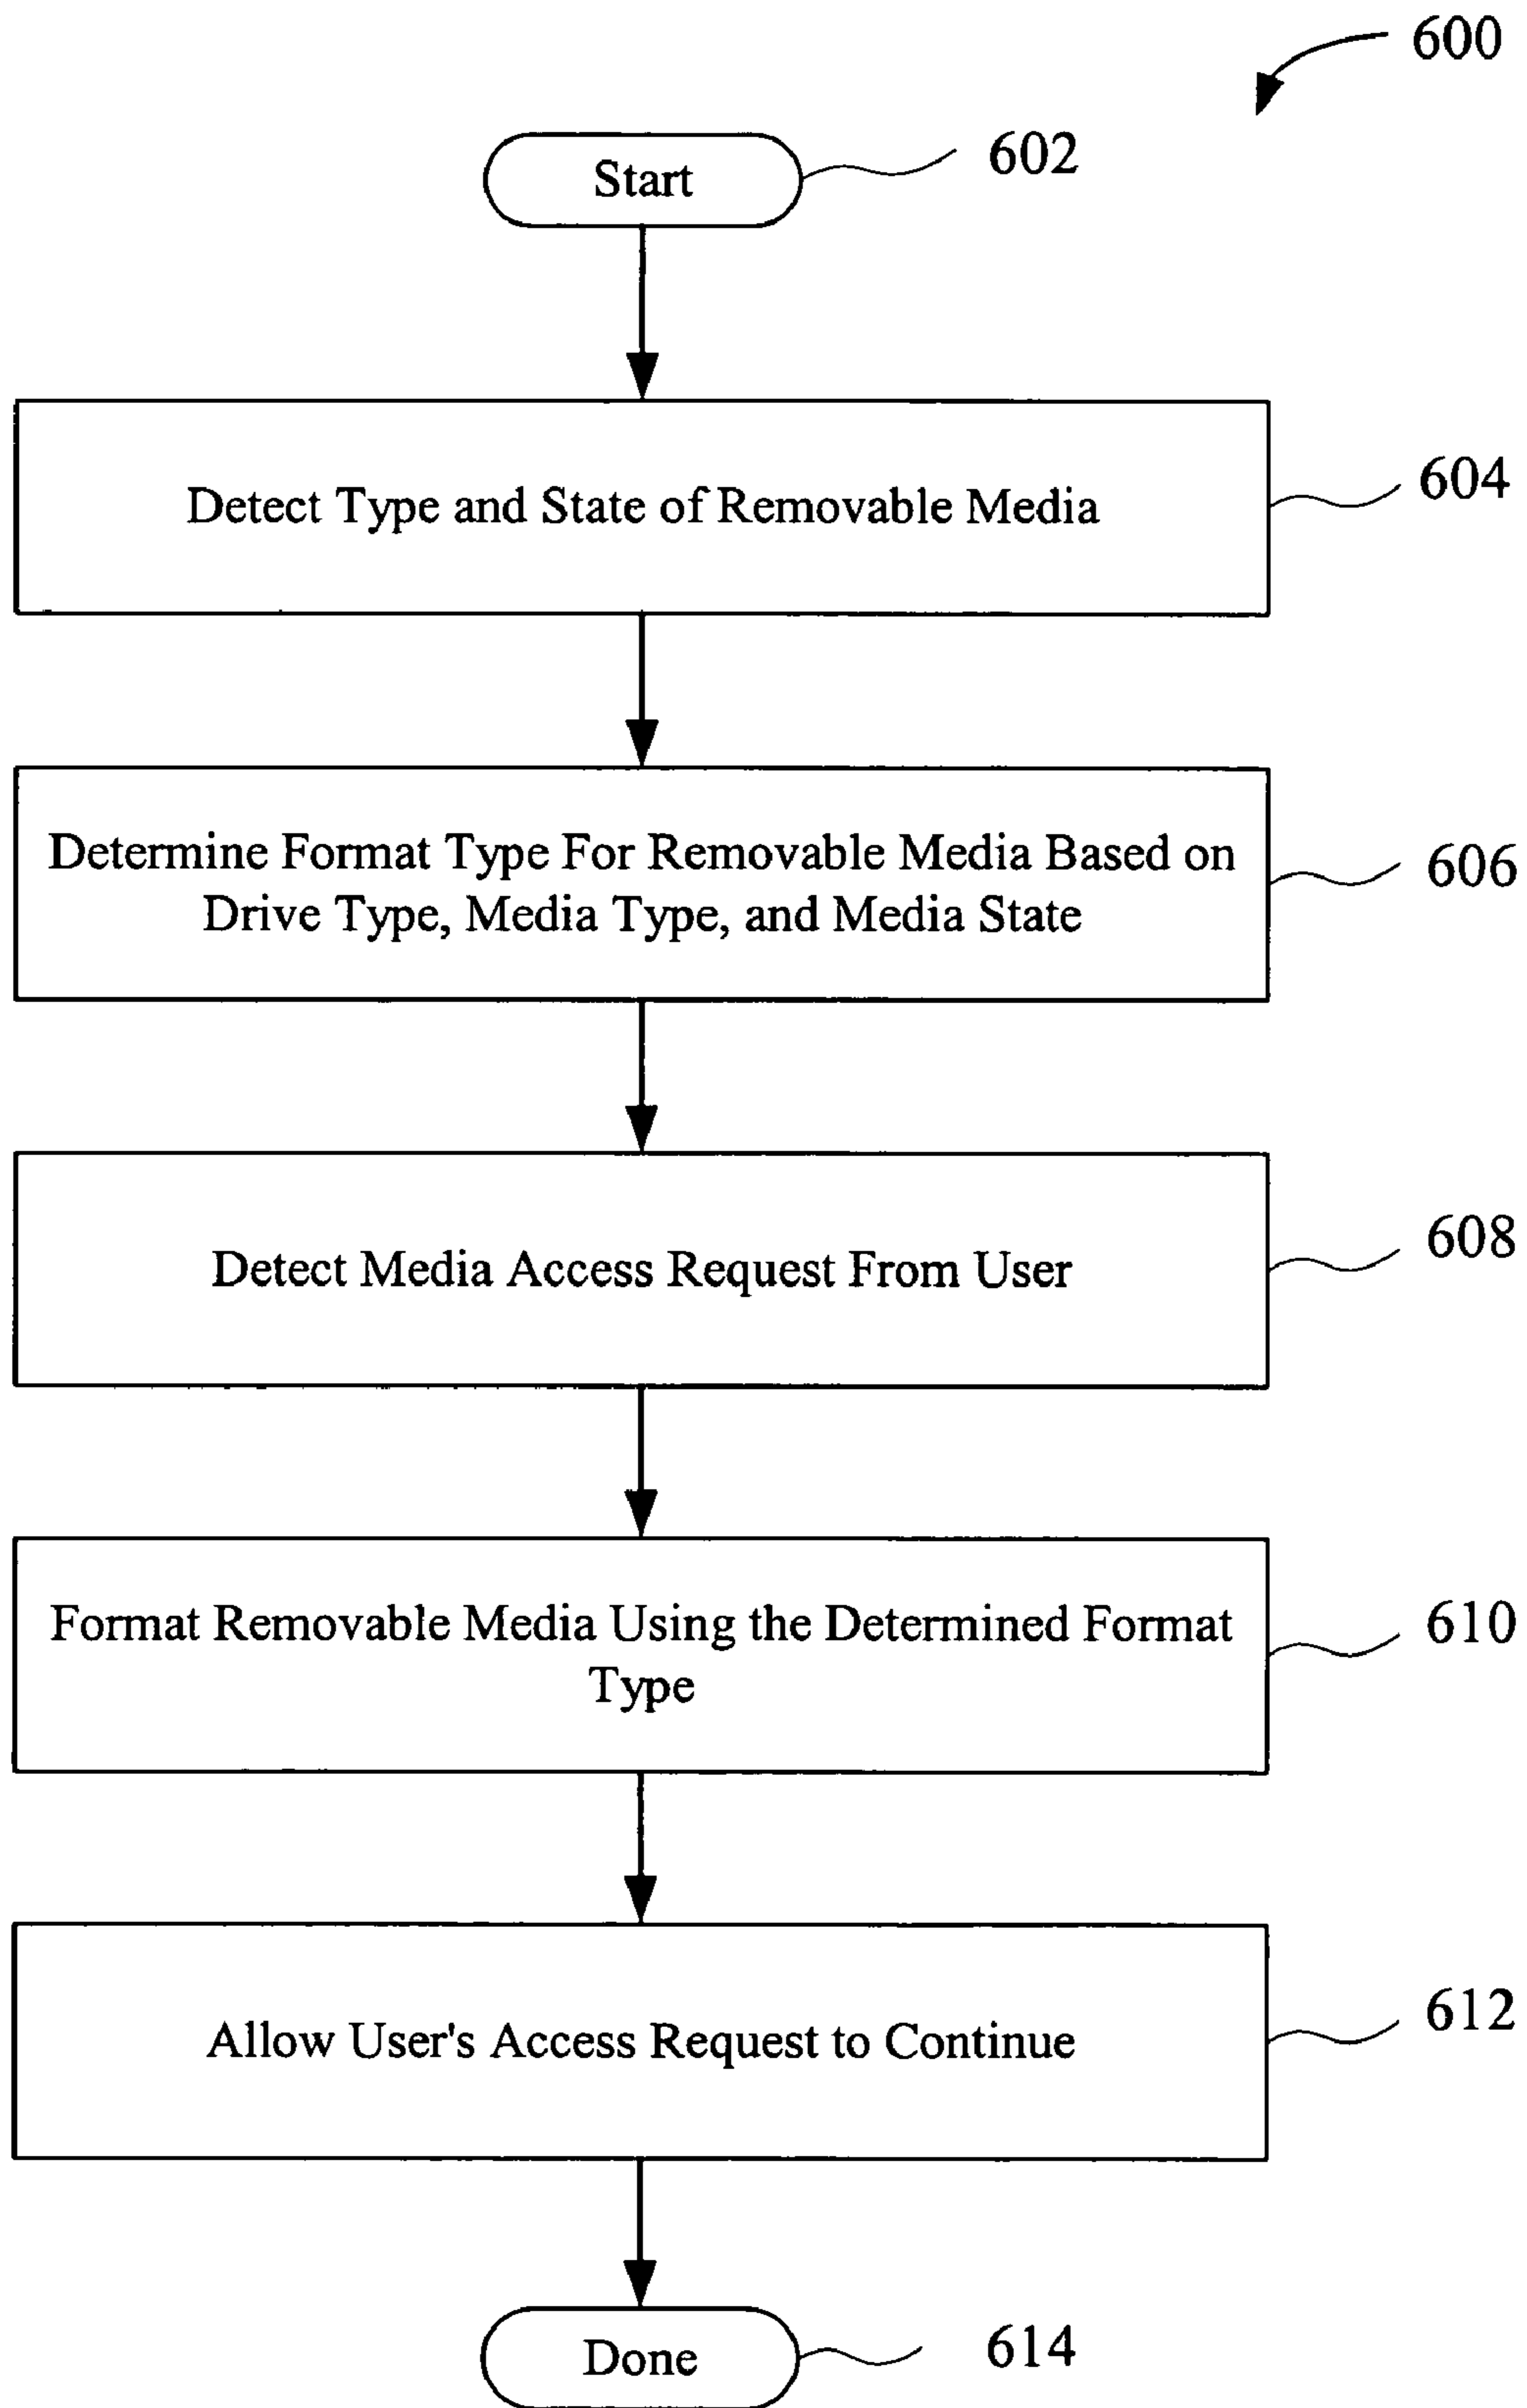 600
Start
602
Detect Type and State of Removable Media
604
Determine Format Type For Removable Media Based on
Drive Type, Media Type, and Media State
606
Detect Media Access Request From User
608
Format Removable Media Using the Determined Format
Type
610
Allow User's Access Request to Continue
612
Done
614